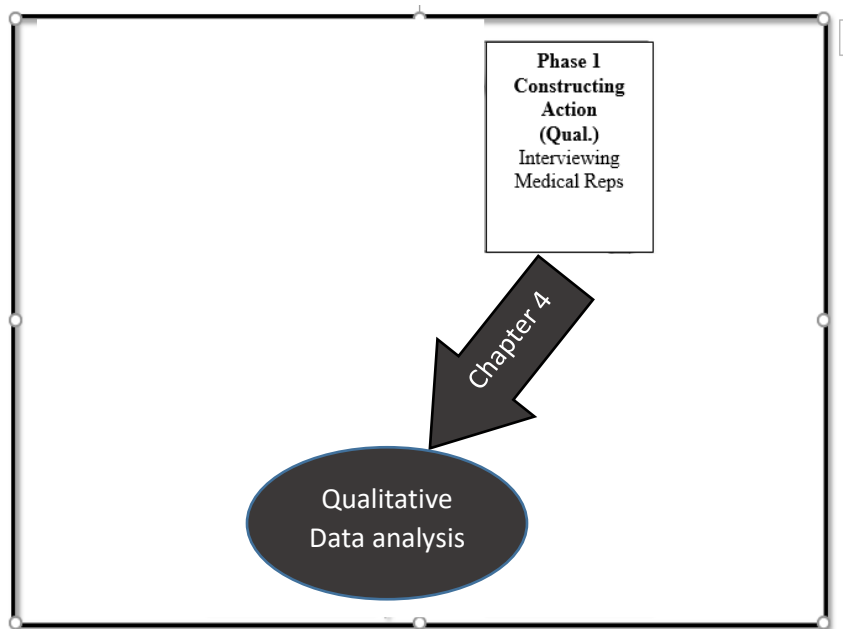 Phase 1
Constructing
Action
(Qual.)
Interviewing
Medical Reps
Chapter 4
Qualitative
Data analysis